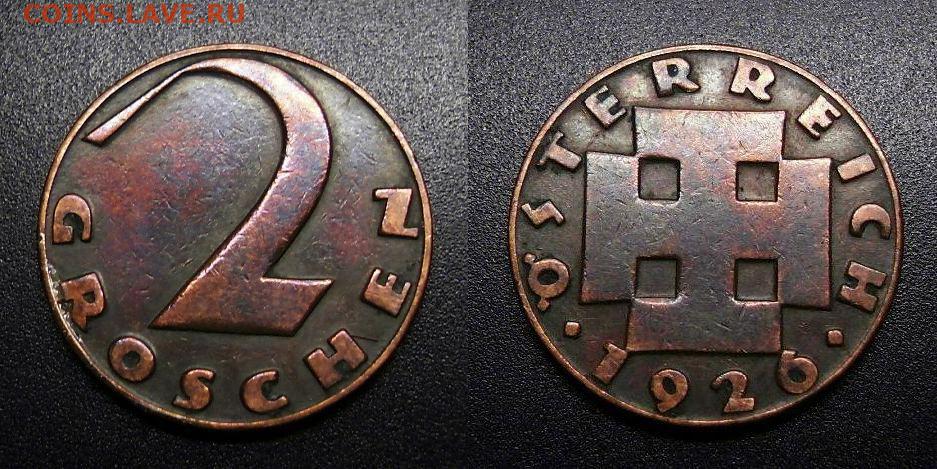 COINS.LAVE.RU
2
GROSCHEN
ÖSTERREICH
· 1926 ·